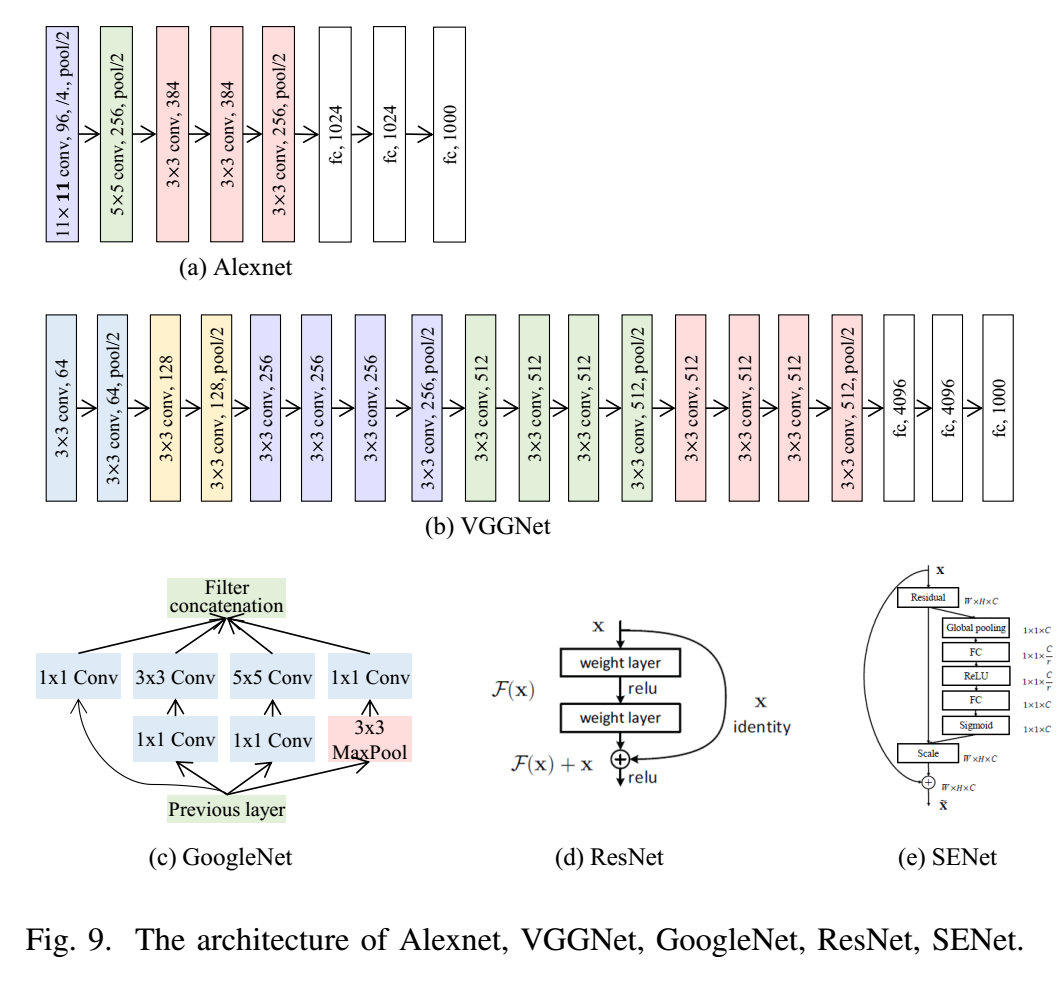 11× 11 conv, 96, /4., pool/2
5×5 conv, 256, pool/2
3×3 conv, 384
3×3 conv, 384
3×3 conv, 256, pool/2
fc, 1024
fc, 1024
fc, 1000
(a) Alexnet
3×3 conv, 64
3×3 conv, 64, pool/2
3×3 conv, 128
3×3 conv, 128, pool/2
3×3 conv, 256
3×3 conv, 256
3×3 conv, 256
3×3 conv, 256, pool/2
3×3 conv, 512
3×3 conv, 512
3×3 conv, 512
3×3 conv, 512, pool/2
3×3 conv, 512
3×3 conv, 512
3×3 conv, 512
3×3 conv, 512, pool/2
fc, 4096
fc, 4096
fc, 1000
(b) VGGNet
Filter
concatenation
1x1 Conv
3x3 Conv
5x5 Conv
1x1 Conv
1x1 Conv
1x1 Conv
3x3
MaxPool
Previous layer
(c) GoogleNet
x
weight layer
F(x)
relu
x
weight layer
identity
F(x) + x
+
relu
(d) ResNet
x
Residual
W×H×C
Global pooling
1×1×C
FC
1×1×C/r
ReLU
1×1×C/r
FC
1×1×C
Sigmoid
1×1×C
Scale
W×H×C
+
W×H×C
x̃
(e) SENet
Fig. 9. The architecture of Alexnet, VGGNet, GoogleNet, ResNet, SENet.